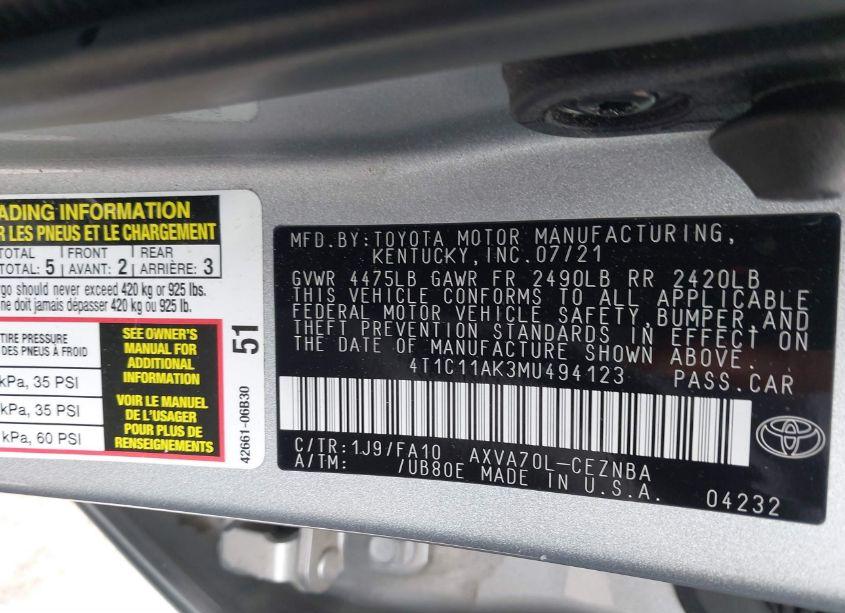 ADING INFORMATION
R LES PNEUS ET LE CHARGEMENT
TOTAL FRONT REAR
TOTAL: 5 AVANT: 2 ARRIÈRE: 3
rgo should never exceed 420 kg or 925 lbs.
ne doit jamais dépasser 420 kg ou 925 lb.
TIRE PRESSURE
DES PNEUS À FROID
kPa, 35 PSI
kPa, 35 PSI
kPa, 60 PSI
SEE OWNER'S
MANUAL FOR
ADDITIONAL
INFORMATION
VOIR LE MANUEL
DE L'USAGER
POUR PLUS DE
RENSEIGNEMENTS
51
42661-06B30
MFD.BY:TOYOTA MOTOR MANUFACTURING,
KENTUCKY,INC.07/21
GVWR 4475LB GAWR FR 2490LB RR 2420LB
THIS VEHICLE CONFORMS TO ALL APPLICABLE
FEDERAL MOTOR VEHICLE SAFETY,BUMPER,AND
THEFT PREVENTION STANDARDS IN EFFECT ON
THE DATE OF MANUFACTURE SHOWN ABOVE.
4T1C11AK3MU494123 PASS.CAR
C/TR:1J9/FA10 AXVA70L-CEZNBA
A/TM: /UB80E MADE IN U.S.A.
04232